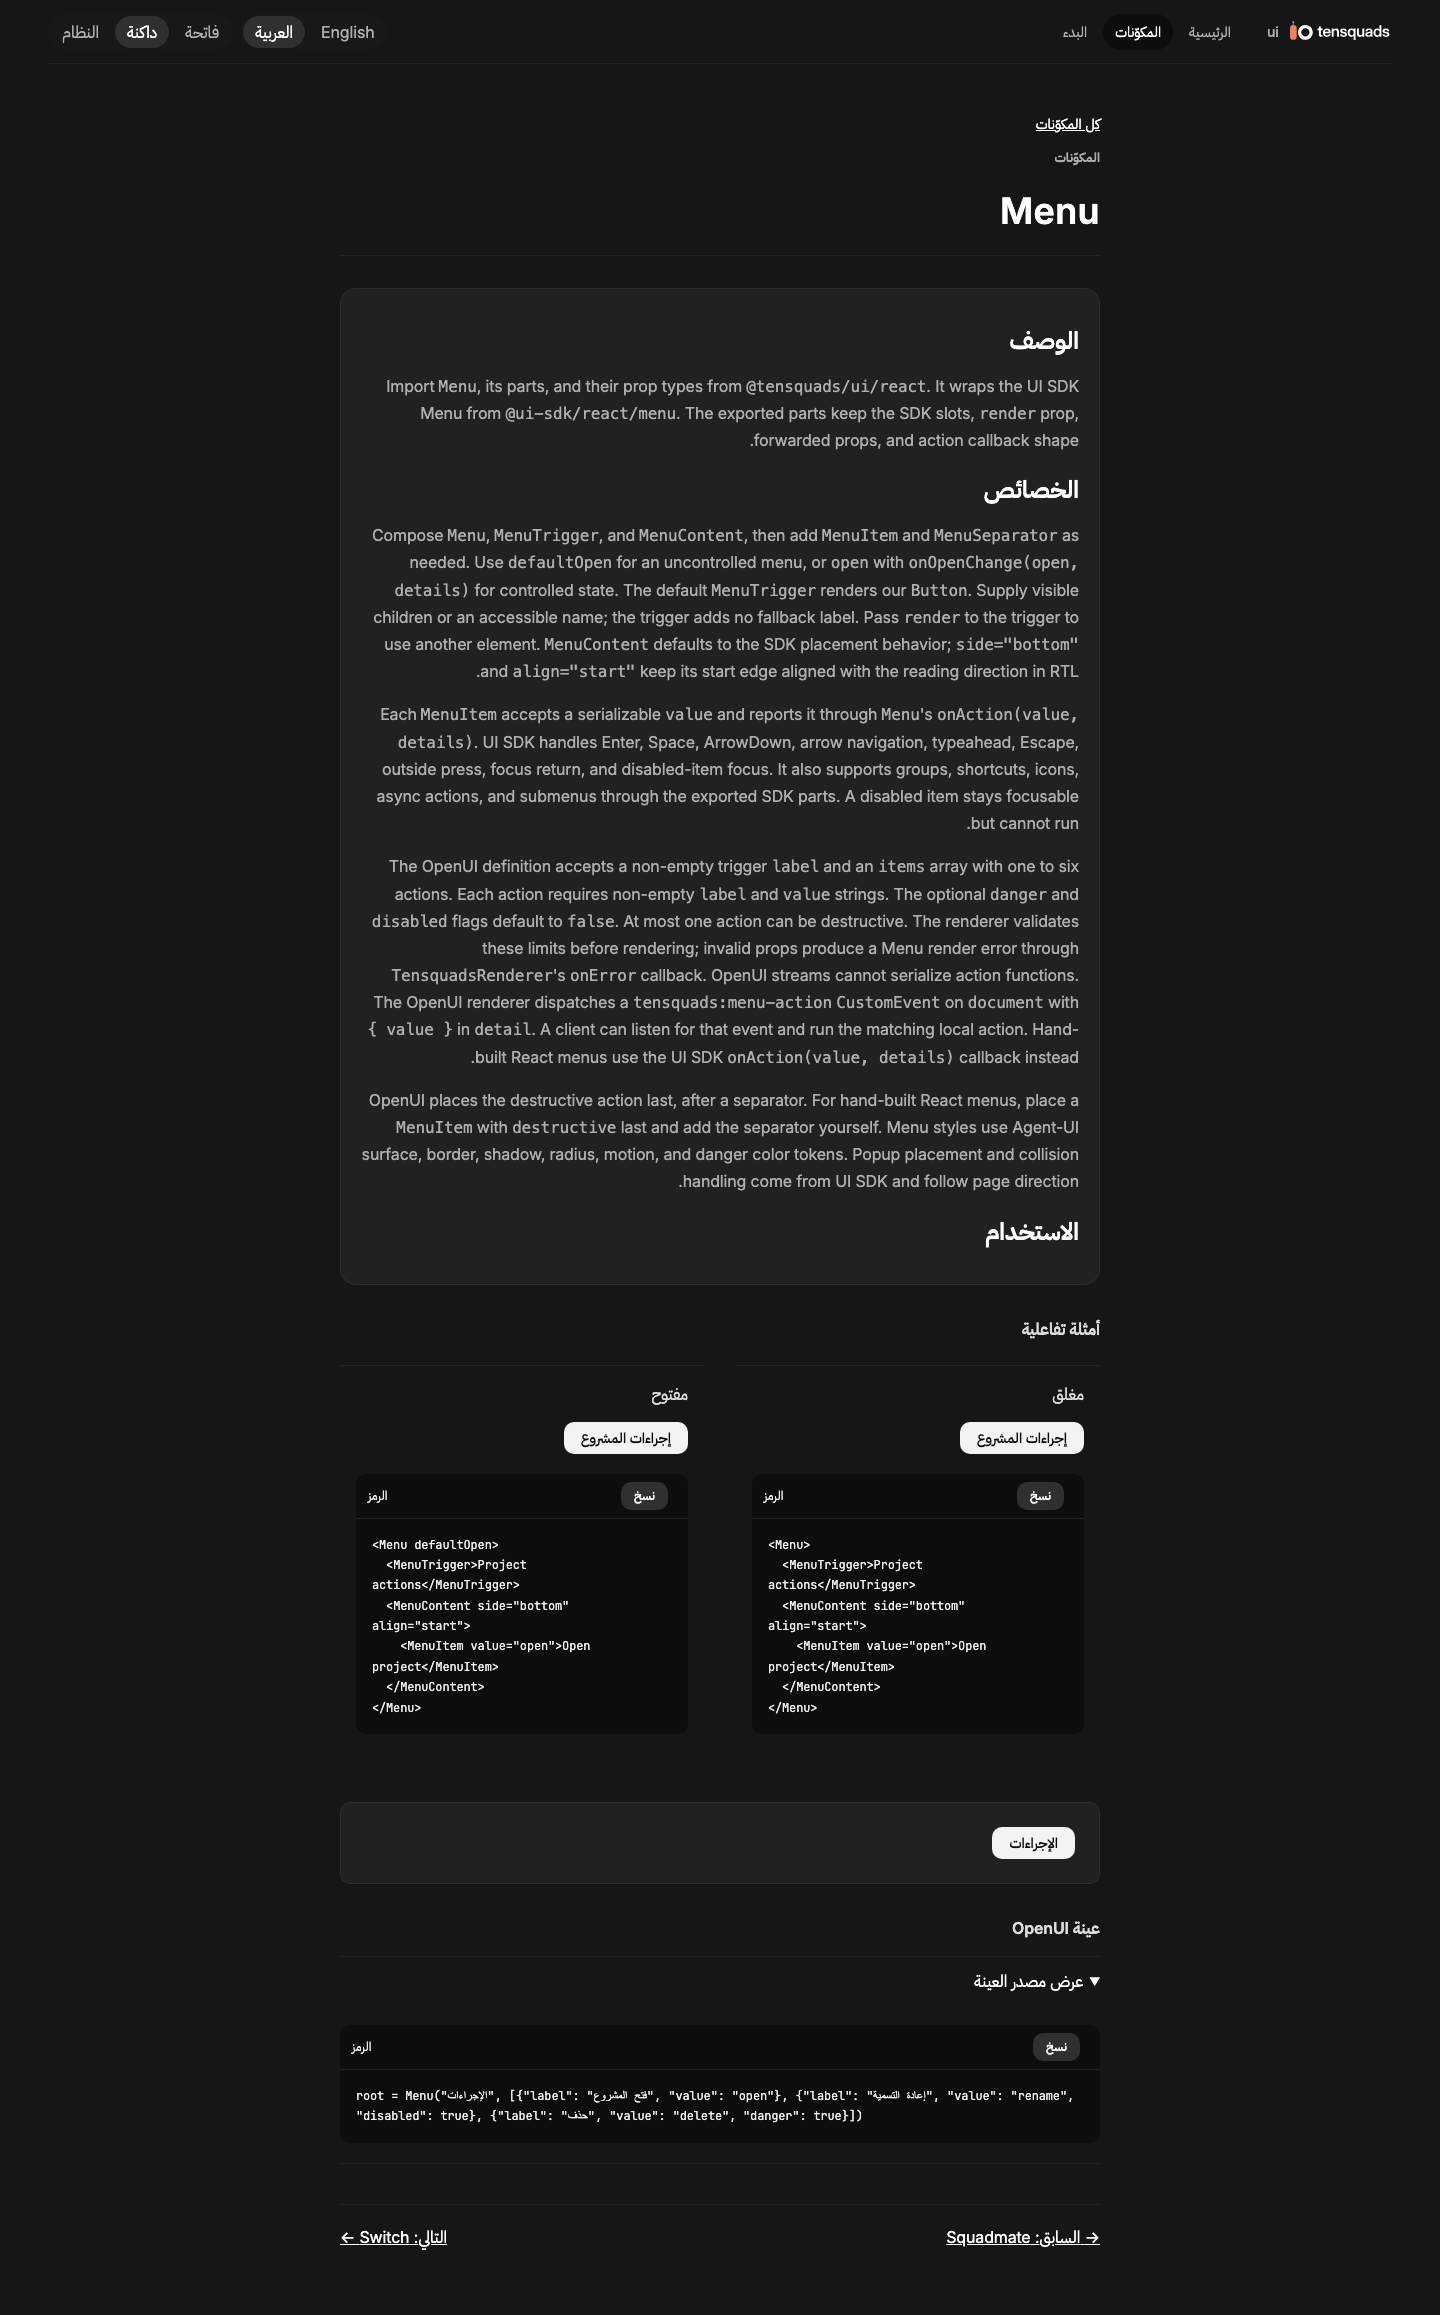 tensquads ui الرئيسية المكوّنات البدء English العربية فاتحة داكنة النظام
كل المكوّنات
المكوّنات
Menu
الوصف
Import Menu, its parts, and their prop types from @tensquads/ui/react. It wraps the UI SDK
Menu from @ui-sdk/react/menu. The exported parts keep the SDK slots, render prop,
forwarded props, and action callback shape.
الخصائص
Compose Menu, MenuTrigger, and MenuContent, then add MenuItem and MenuSeparator as
needed. Use defaultOpen for an uncontrolled menu, or open with onOpenChange(open,
details) for controlled state. The default MenuTrigger renders our Button. Supply visible
children or an accessible name; the trigger adds no fallback label. Pass render to the trigger to
use another element. MenuContent defaults to the SDK placement behavior; side="bottom"
and align="start" keep its start edge aligned with the reading direction in RTL.
Each MenuItem accepts a serializable value and reports it through Menu's onAction(value,
details). UI SDK handles Enter, Space, ArrowDown, arrow navigation, typeahead, Escape,
outside press, focus return, and disabled-item focus. It also supports groups, shortcuts, icons,
async actions, and submenus through the exported SDK parts. A disabled item stays focusable
but cannot run.
The OpenUI definition accepts a non-empty trigger label and an items array with one to six
actions. Each action requires non-empty label and value strings. The optional danger and
disabled flags default to false. At most one action can be destructive. The renderer validates
these limits before rendering; invalid props produce a Menu render error through
TensquadsRenderer's onError callback. OpenUI streams cannot serialize action functions.
The OpenUI renderer dispatches a tensquads:menu-action CustomEvent on document with
{ value } in detail. A client can listen for that event and run the matching local action. Hand-
built React menus use the UI SDK onAction(value, details) callback instead.
OpenUI places the destructive action last, after a separator. For hand-built React menus, place a
MenuItem with destructive last and add the separator yourself. Menu styles use Agent-UI
surface, border, shadow, radius, motion, and danger color tokens. Popup placement and collision
handling come from UI SDK and follow page direction.
الاستخدام
أمثلة تفاعلية
مغلق
إجراءات المشروع
نسخ الرمز
<Menu>
  <MenuTrigger>Project
actions</MenuTrigger>
  <MenuContent side="bottom"
align="start">
    <MenuItem value="open">Open
project</MenuItem>
  </MenuContent>
</Menu>
مفتوح
إجراءات المشروع
نسخ الرمز
<Menu defaultOpen>
  <MenuTrigger>Project
actions</MenuTrigger>
  <MenuContent side="bottom"
align="start">
    <MenuItem value="open">Open
project</MenuItem>
  </MenuContent>
</Menu>
الإجراءات
عينة OpenUI
▼ عرض مصدر العينة
نسخ الرمز
root = Menu("الإجراءات", [{"label": "فتح المشروع", "value": "open"}, {"label": "إعادة التسمية", "value": "rename",
"disabled": true}, {"label": "حذف", "value": "delete", "danger": true}])
→ السابق: Squadmate
التالي: Switch ←